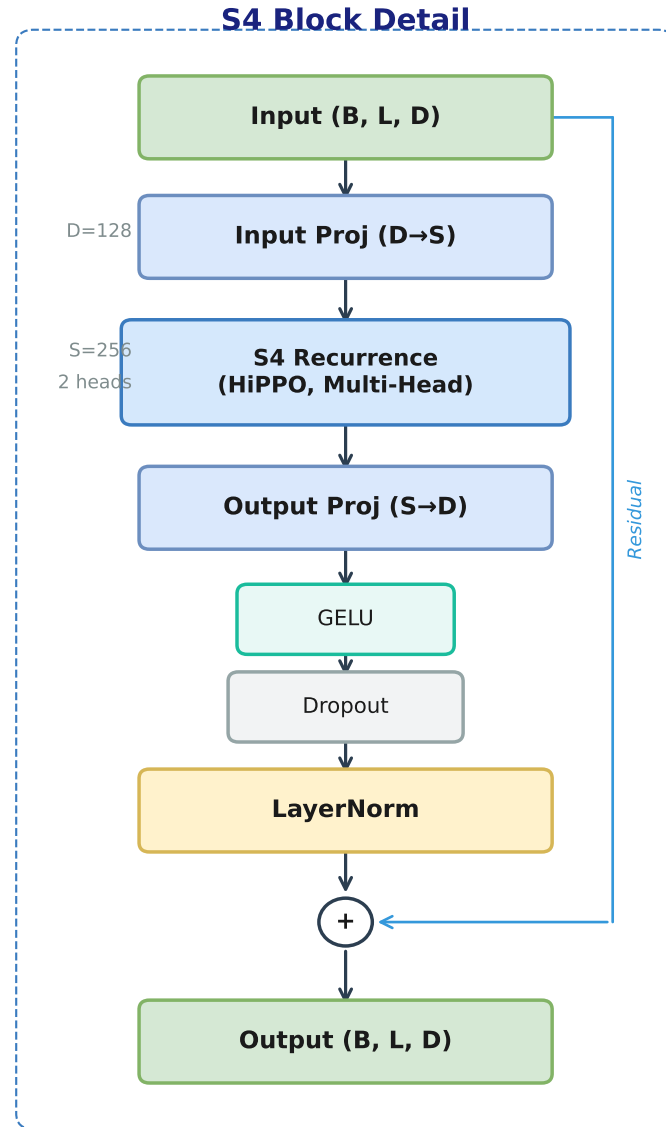 S4 Block Detail
Input (B, L, D)
D=128
Input Proj (D→S)
S=256
2 heads
S4 Recurrence
(HiPPO, Multi-Head)
Output Proj (S→D)
Residual
GELU
Dropout
LayerNorm
+
Output (B, L, D)